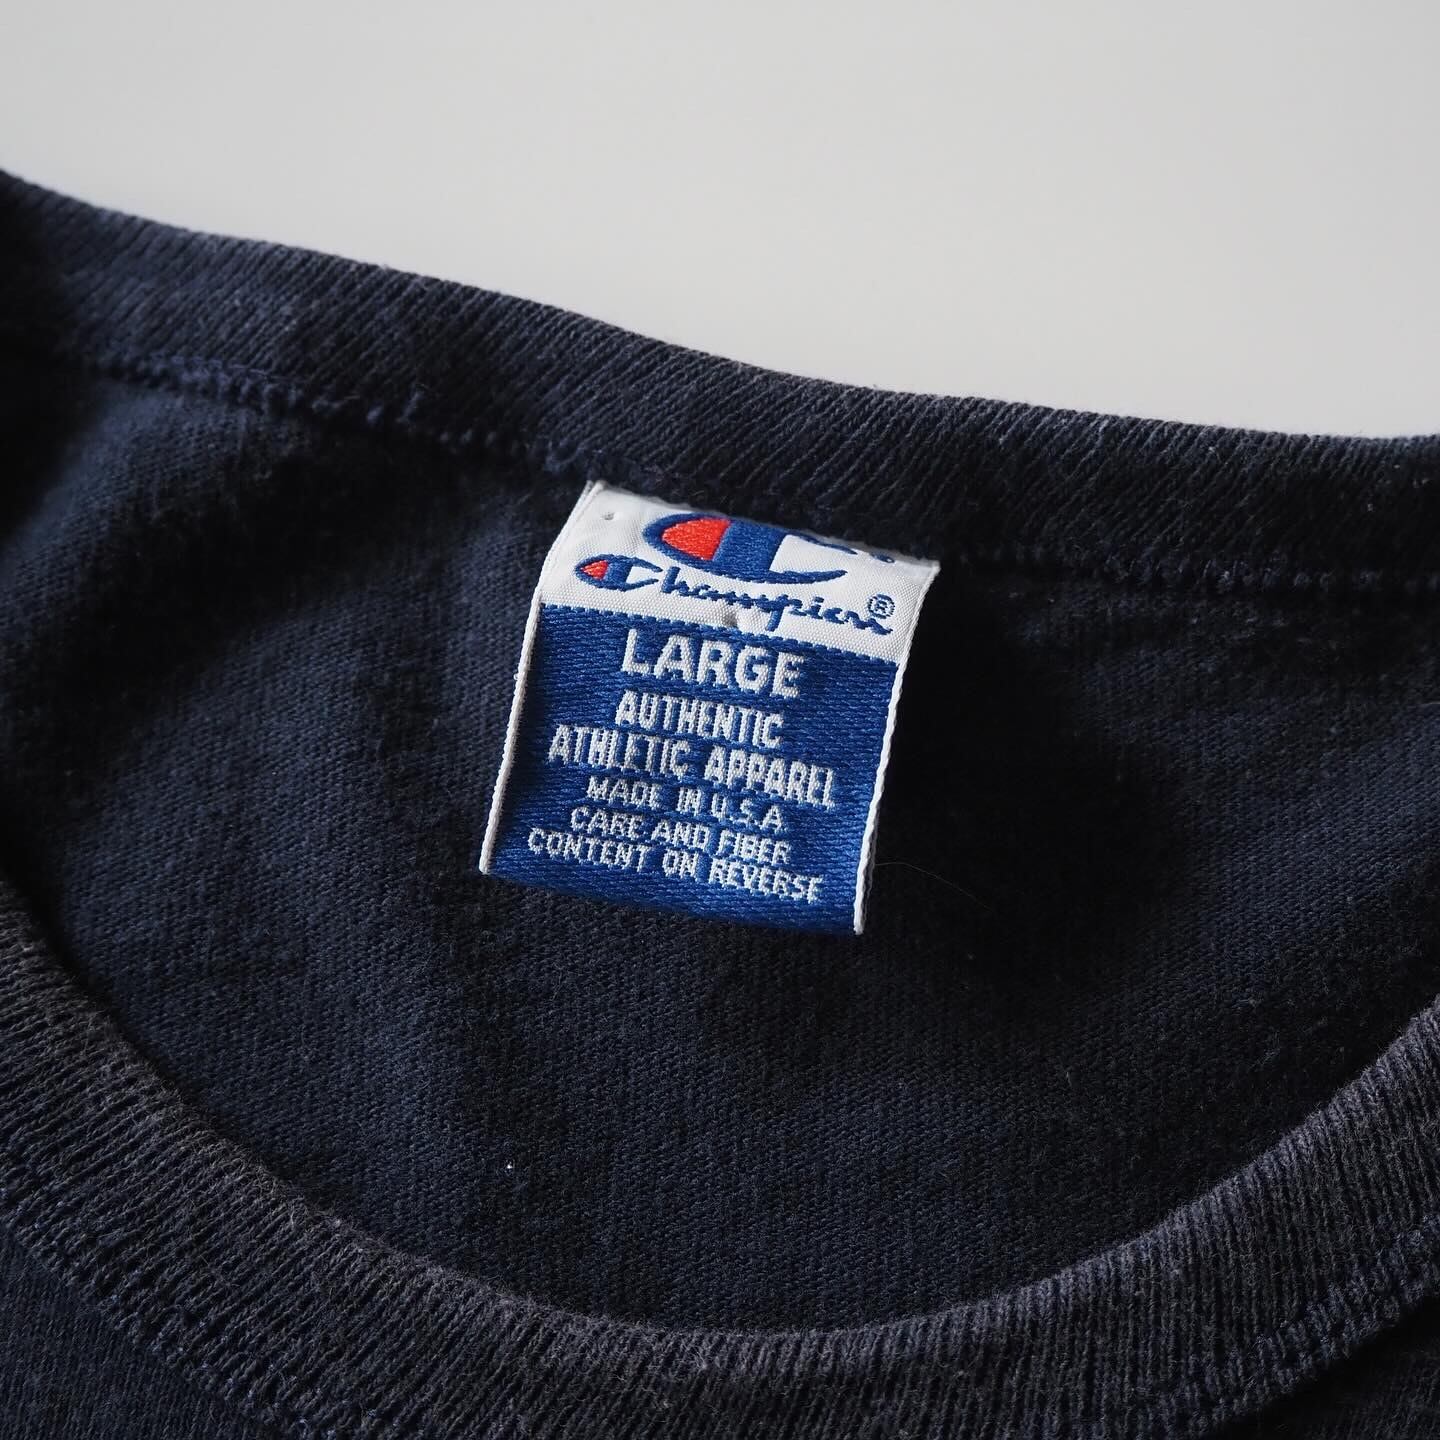 Champion®
LARGE
AUTHENTIC
ATHLETIC APPAREL
MADE IN U.S.A.
CARE AND FIBER
CONTENT ON REVERSE